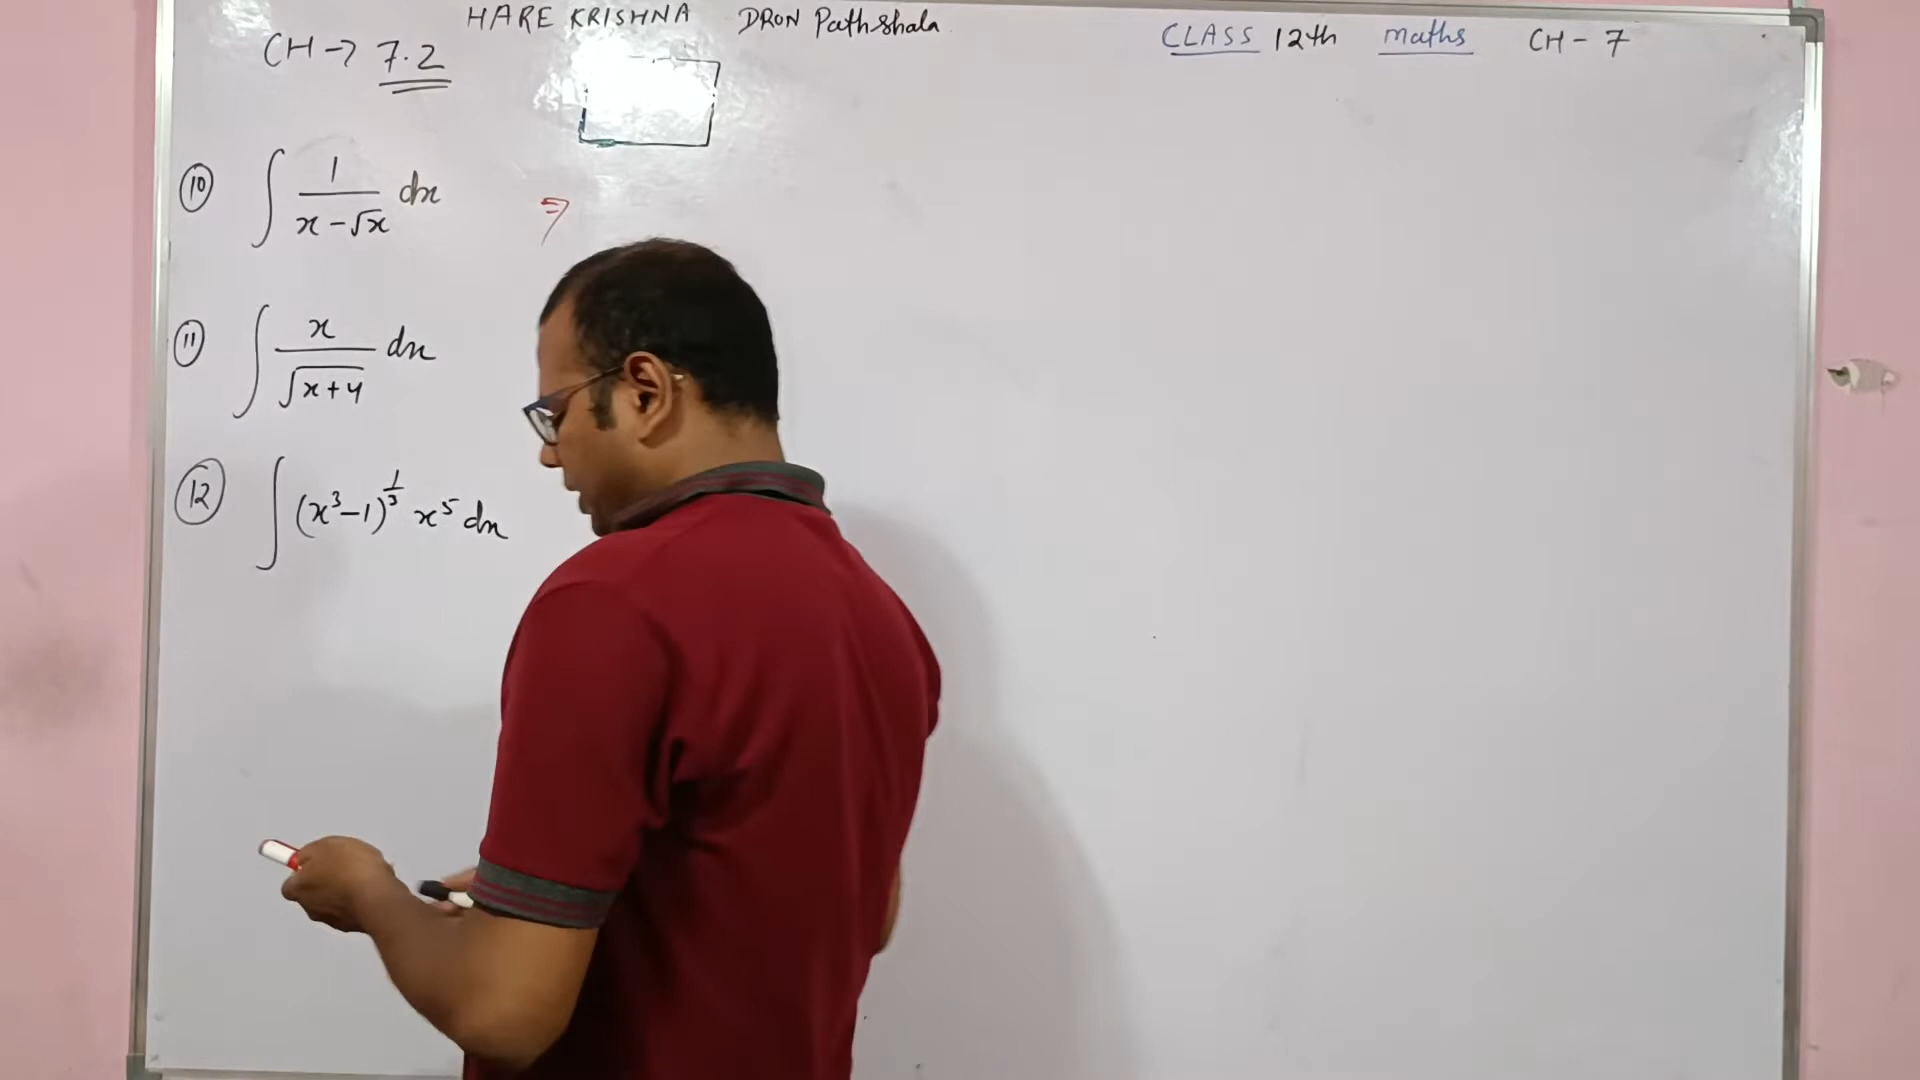 HARE KRISHNA DRON Pathshala
CLASS 12th maths CH - 7
CH → 7.2
⑩ ∫ 1/(x - √x) dx ⇒
⑪ ∫ x/√(x+4) dx
⑫ ∫ (x³-1)^(1/3) x⁵ dx